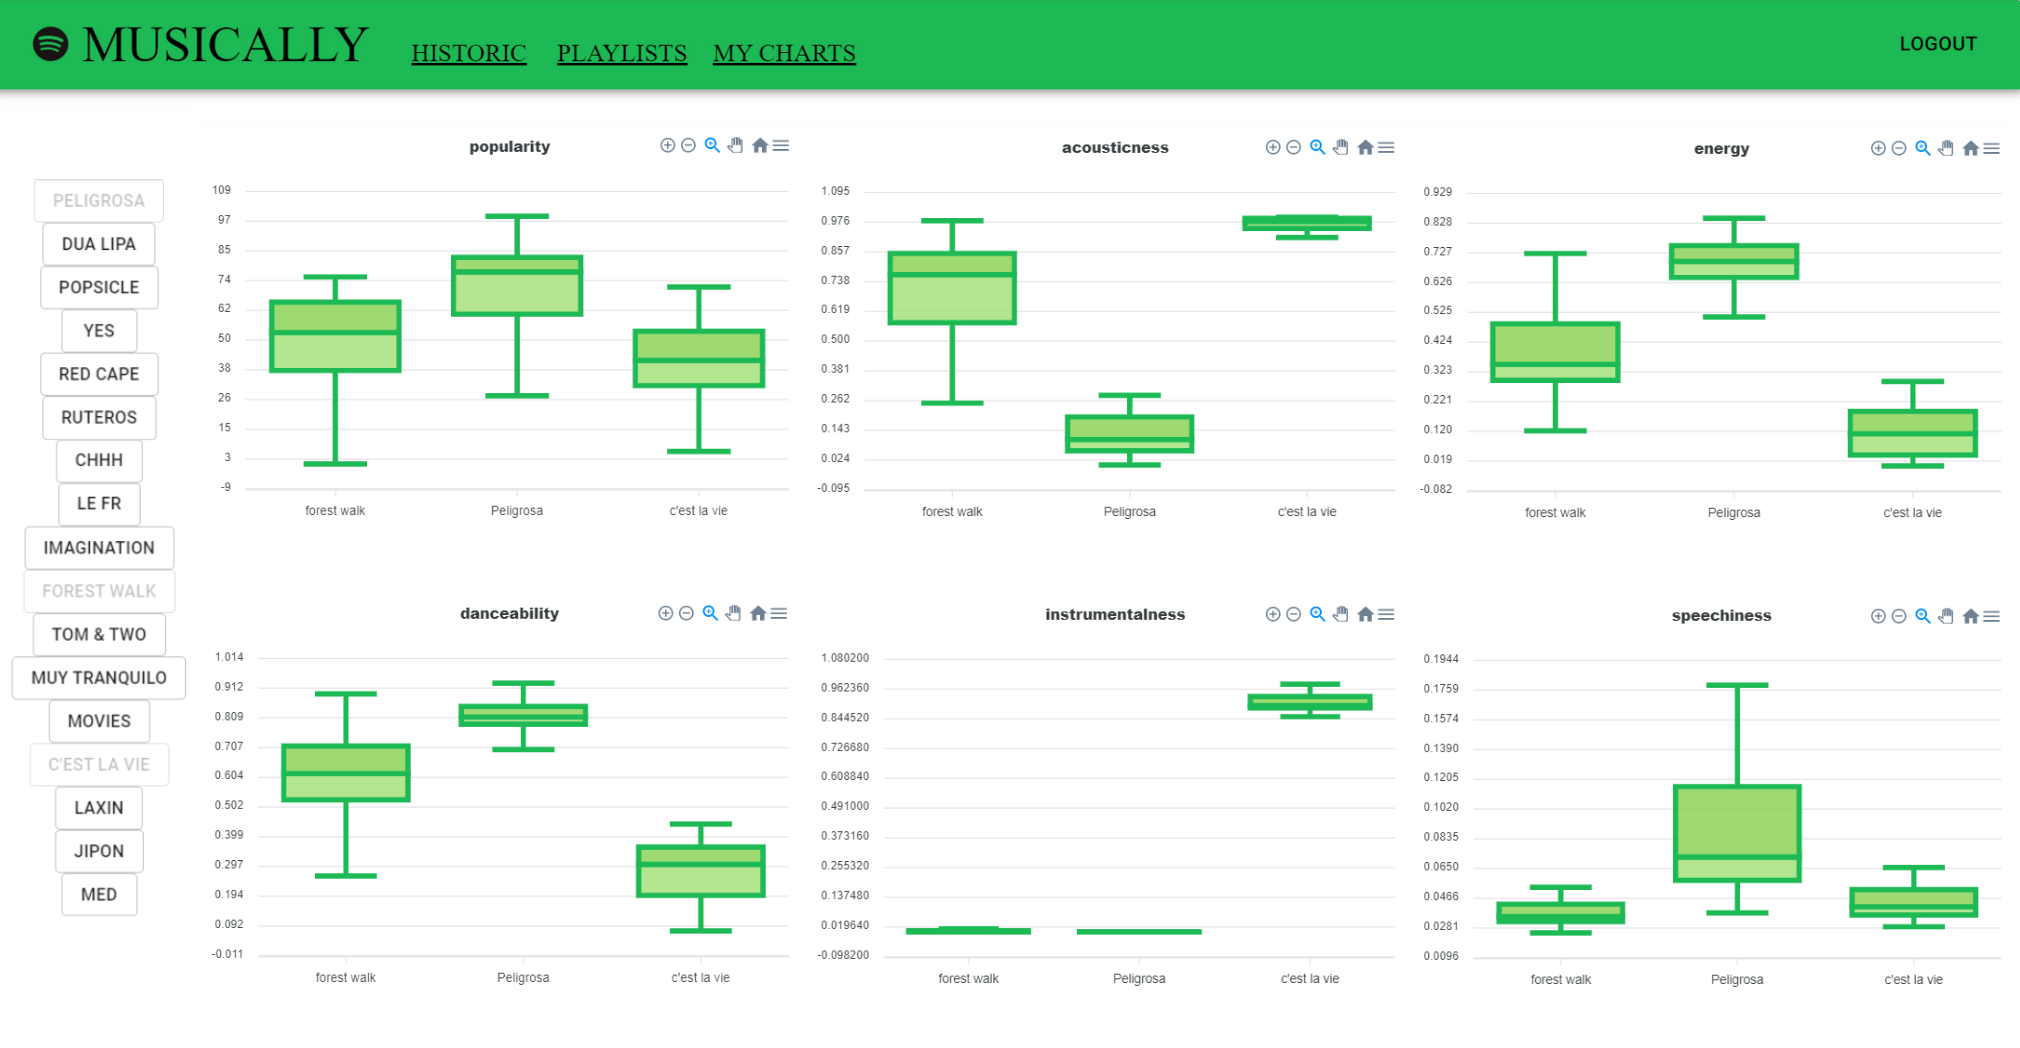 MUSICALLY HISTORIC PLAYLISTS MY CHARTS LOGOUT
PELIGROSA
DUA LIPA
POPSICLE
YES
RED CAPE
RUTEROS
CHHH
LE FR
IMAGINATION
FOREST WALK
TOM & TWO
MUY TRANQUILO
MOVIES
C'EST LA VIE
LAXIN
JIPON
MED
popularity
109
97
85
74
62
50
38
26
15
3
-9
forest walk Peligrosa c'est la vie
acousticness
1.095
0.976
0.857
0.738
0.619
0.500
0.381
0.262
0.143
0.024
-0.095
forest walk Peligrosa c'est la vie
energy
0.929
0.828
0.727
0.626
0.525
0.424
0.323
0.221
0.120
0.019
-0.082
forest walk Peligrosa c'est la vie
danceability
1.014
0.912
0.809
0.707
0.604
0.502
0.399
0.297
0.194
0.092
-0.011
forest walk Peligrosa c'est la vie
instrumentalness
1.080200
0.962360
0.844520
0.726680
0.608840
0.491000
0.373160
0.255320
0.137480
0.019640
-0.098200
forest walk Peligrosa c'est la vie
speechiness
0.1944
0.1759
0.1574
0.1390
0.1205
0.1020
0.0835
0.0650
0.0466
0.0281
0.0096
forest walk Peligrosa c'est la vie